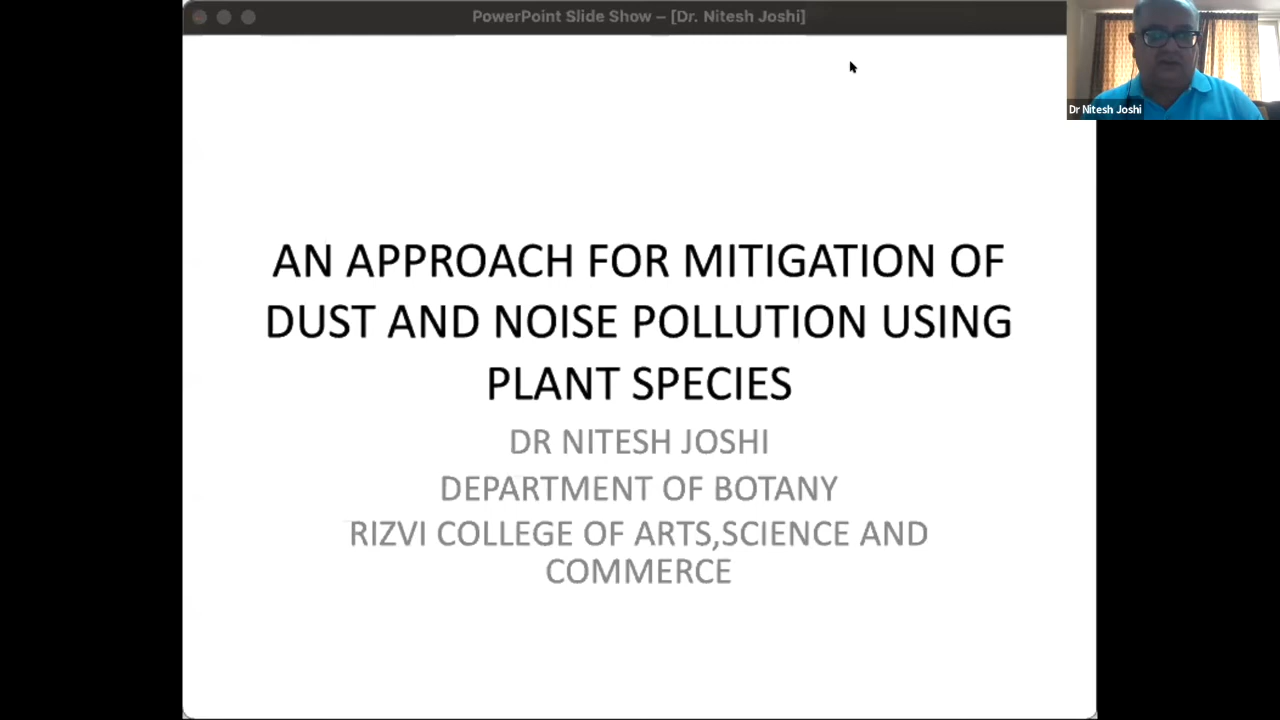 PowerPoint Slide Show – [Dr. Nitesh Joshi]
Dr Nitesh Joshi
AN APPROACH FOR MITIGATION OF
DUST AND NOISE POLLUTION USING
PLANT SPECIES
DR NITESH JOSHI
DEPARTMENT OF BOTANY
RIZVI COLLEGE OF ARTS,SCIENCE AND
COMMERCE